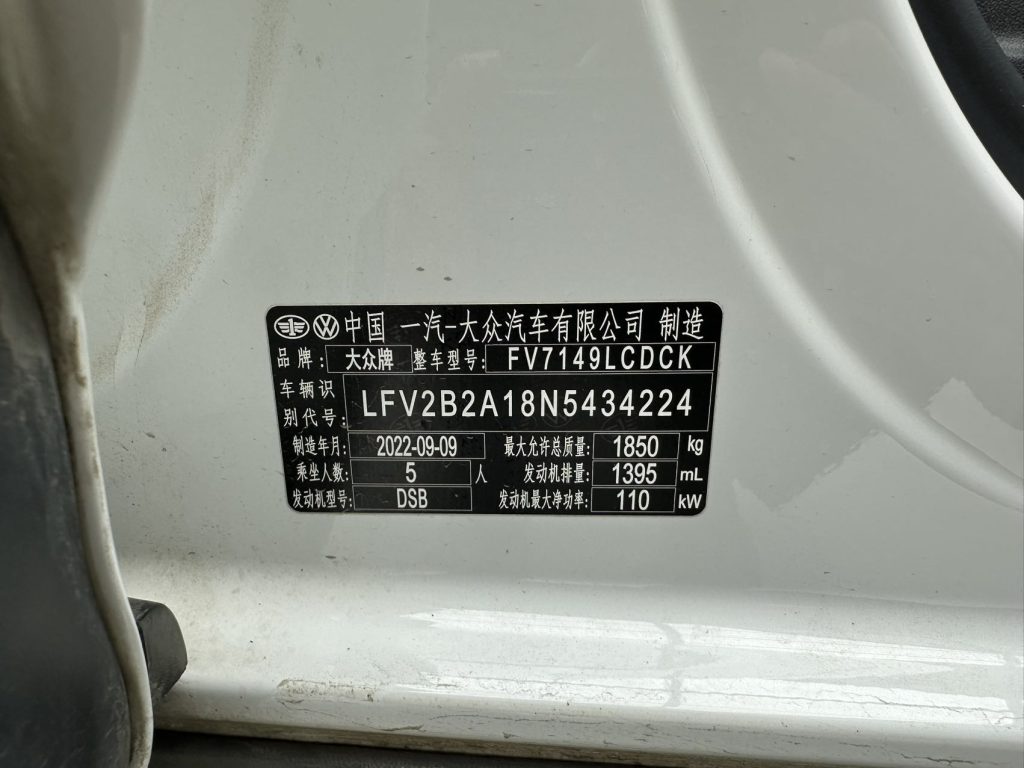 中国 一汽-大众汽车有限公司 制造
品牌: 大众牌 整车型号: FV7149LCDCK
车辆识
别代号: LFV2B2A18N5434224
制造年月: 2022-09-09 最大允许总质量: 1850 kg
乘坐人数: 5 人 发动机排量: 1395 mL
发动机型号: DSB 发动机最大净功率: 110 kW